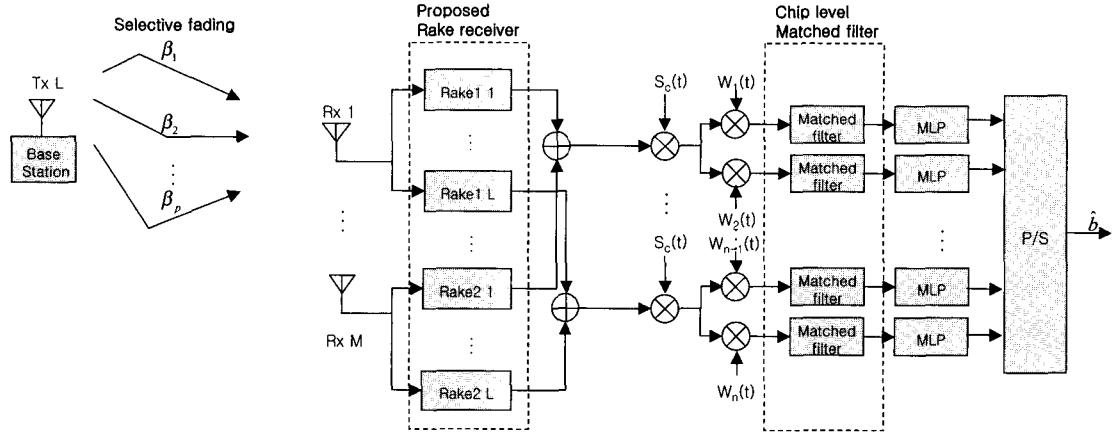 Selective fading
Tx L
Base
Station
β₁
β₂
βₚ
Rx 1
Rx M
Proposed
Rake receiver
Rake1 1
Rake1 L
Rake2 1
Rake2 L
Sc(t)
Sc(t)
W₁(t)
W₂(t)
Wn-1(t)
Wn(t)
Chip level
Matched filter
Matched
filter
Matched
filter
Matched
filter
Matched
filter
MLP
MLP
MLP
MLP
P/S
b̂